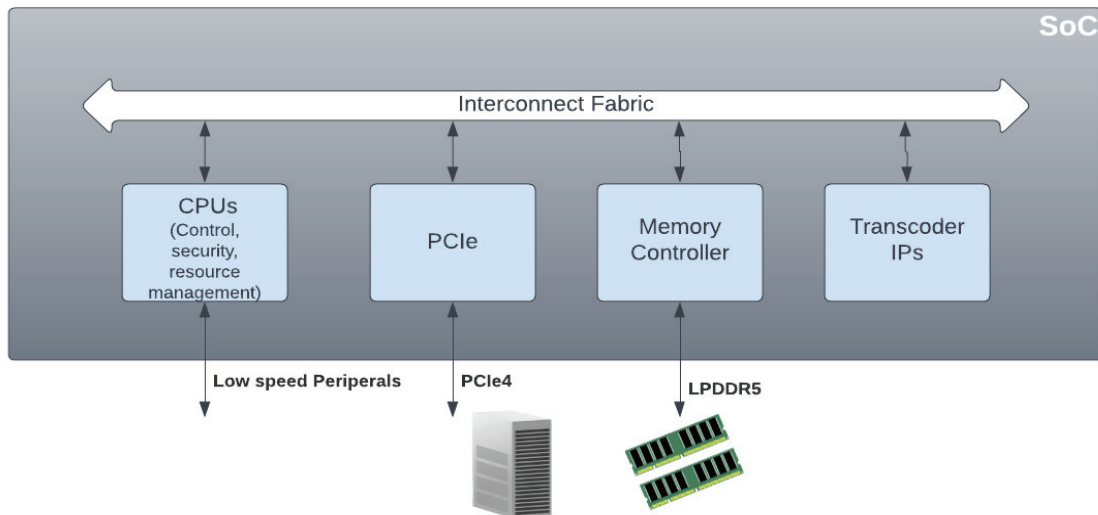 SoC
Interconnect Fabric
CPUs
(Control,
security,
resource
management)
PCIe
Memory
Controller
Transcoder
IPs
Low speed Periperals
PCIe4
LPDDR5